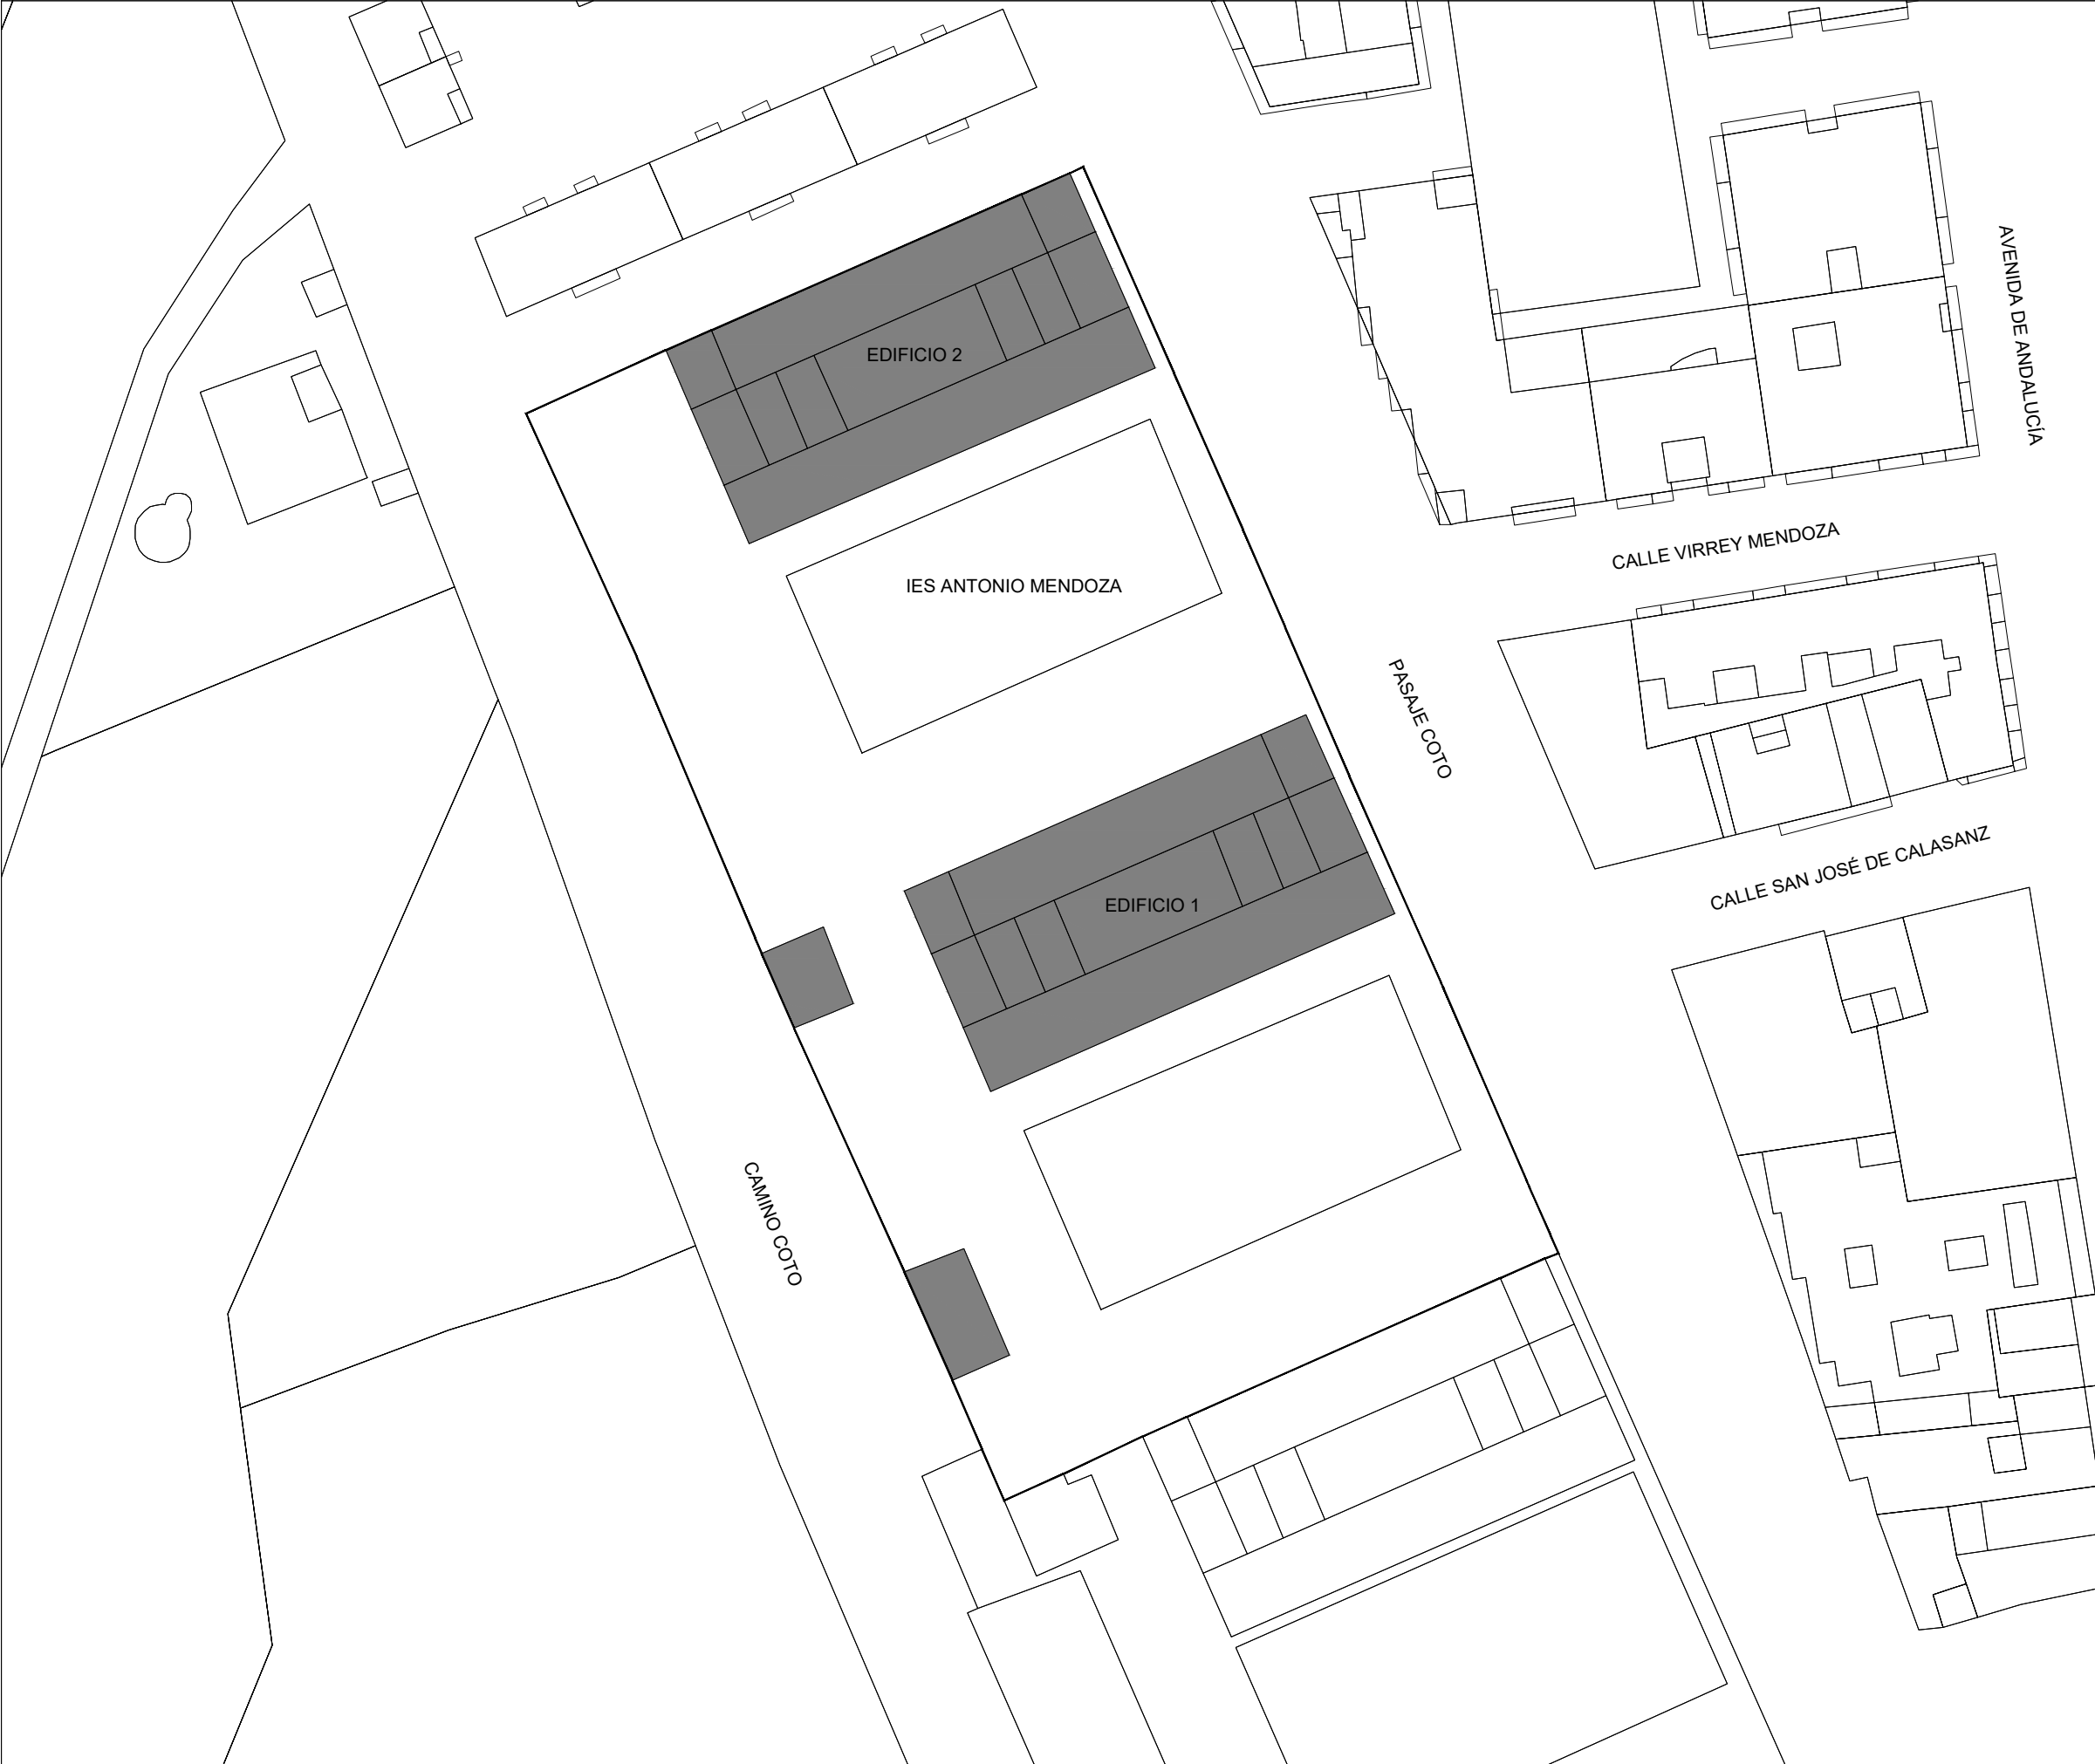 AVENIDA DE ANDALUCÍA
EDIFICIO 2
CALLE VIRREY MENDOZA
IES ANTONIO MENDOZA
PASAJE COTO
CALLE SAN JOSÉ DE CALASANZ
EDIFICIO 1
CAMINO COTO